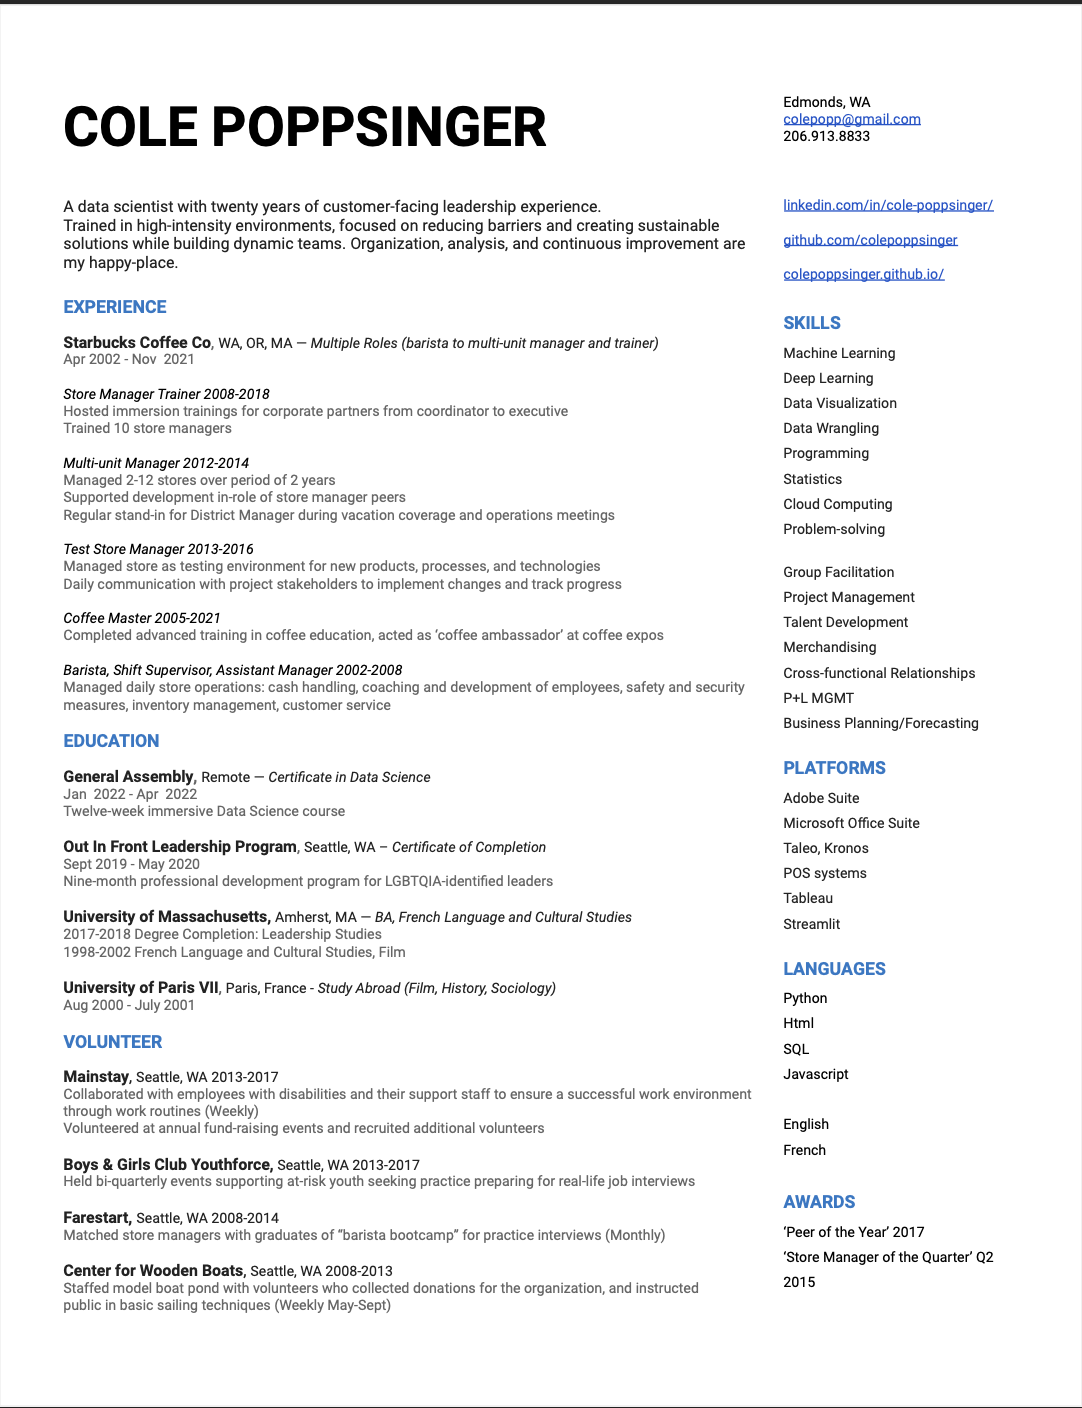 COLE POPPSINGER
A data scientist with twenty years of customer-facing leadership experience.
Trained in high-intensity environments, focused on reducing barriers and creating sustainable
solutions while building dynamic teams. Organization, analysis, and continuous improvement are
my happy-place.
EXPERIENCE
Starbucks Coffee Co, WA, OR, MA — Multiple Roles (barista to multi-unit manager and trainer)
Apr 2002 - Nov  2021
Store Manager Trainer 2008-2018
Hosted immersion trainings for corporate partners from coordinator to executive
Trained 10 store managers
Multi-unit Manager 2012-2014
Managed 2-12 stores over period of 2 years
Supported development in-role of store manager peers
Regular stand-in for District Manager during vacation coverage and operations meetings
Test Store Manager 2013-2016
Managed store as testing environment for new products, processes, and technologies
Daily communication with project stakeholders to implement changes and track progress
Coffee Master 2005-2021
Completed advanced training in coffee education, acted as ‘coffee ambassador’ at coffee expos
Barista, Shift Supervisor, Assistant Manager 2002-2008
Managed daily store operations: cash handling, coaching and development of employees, safety and security
measures, inventory management, customer service
EDUCATION
General Assembly, Remote — Certificate in Data Science
Jan  2022 - Apr  2022
Twelve-week immersive Data Science course
Out In Front Leadership Program, Seattle, WA – Certificate of Completion
Sept 2019 - May 2020
Nine-month professional development program for LGBTQIA-identified leaders
University of Massachusetts, Amherst, MA — BA, French Language and Cultural Studies
2017-2018 Degree Completion: Leadership Studies
1998-2002 French Language and Cultural Studies, Film
University of Paris VII, Paris, France - Study Abroad (Film, History, Sociology)
Aug 2000 - July 2001
VOLUNTEER
Mainstay, Seattle, WA 2013-2017
Collaborated with employees with disabilities and their support staff to ensure a successful work environment
through work routines (Weekly)
Volunteered at annual fund-raising events and recruited additional volunteers
Boys & Girls Club Youthforce, Seattle, WA 2013-2017
Held bi-quarterly events supporting at-risk youth seeking practice preparing for real-life job interviews
Farestart, Seattle, WA 2008-2014
Matched store managers with graduates of “barista bootcamp” for practice interviews (Monthly)
Center for Wooden Boats, Seattle, WA 2008-2013
Staffed model boat pond with volunteers who collected donations for the organization, and instructed
public in basic sailing techniques (Weekly May-Sept)
Edmonds, WA
colepopp@gmail.com
206.913.8833
linkedin.com/in/cole-poppsinger/
github.com/colepoppsinger
colepoppsinger.github.io/
SKILLS
Machine Learning
Deep Learning
Data Visualization
Data Wrangling
Programming
Statistics
Cloud Computing
Problem-solving
Group Facilitation
Project Management
Talent Development
Merchandising
Cross-functional Relationships
P+L MGMT
Business Planning/Forecasting
PLATFORMS
Adobe Suite
Microsoft Office Suite
Taleo, Kronos
POS systems
Tableau
Streamlit
LANGUAGES
Python
Html
SQL
Javascript
English
French
AWARDS
‘Peer of the Year’ 2017
‘Store Manager of the Quarter’ Q2
2015